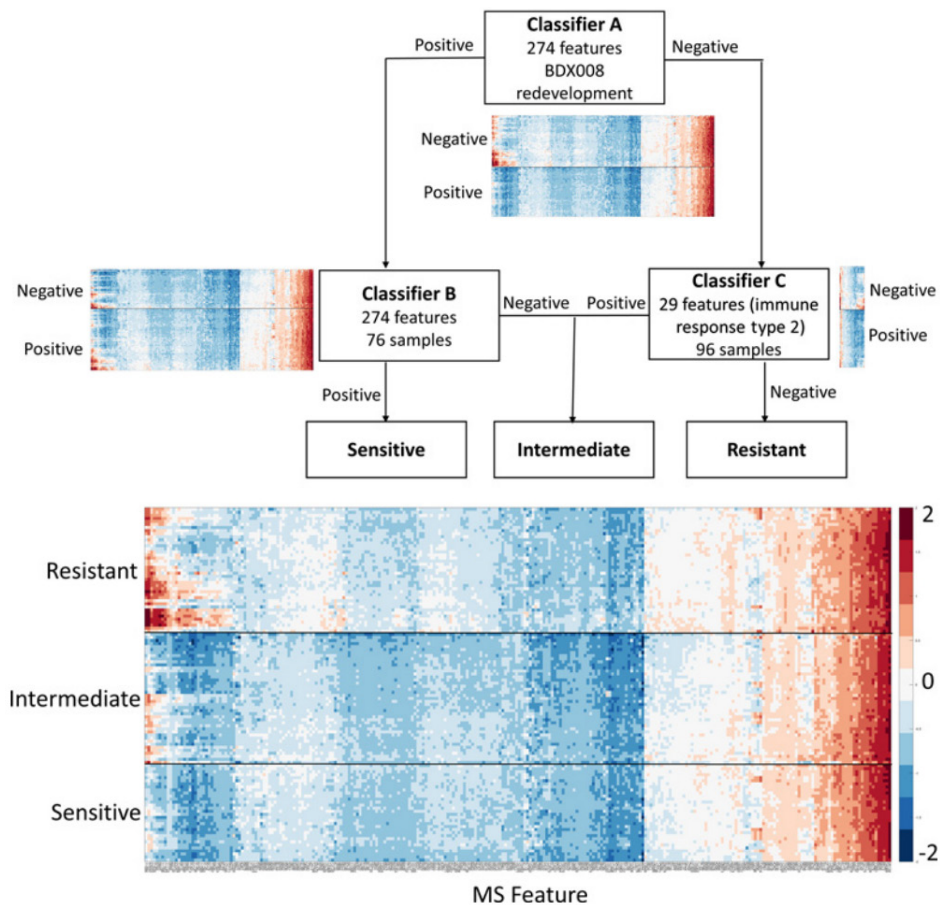 Classifier A
274 features
BDX008
redevelopment
Positive
Negative
Negative
Positive
Negative
Positive
Classifier B
274 features
76 samples
Negative
Positive
Classifier C
29 features (immune
response type 2)
96 samples
Negative
Positive
Positive
Negative
Sensitive
Intermediate
Resistant
Resistant
Intermediate
Sensitive
2
0
-2
MS Feature